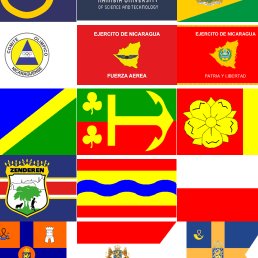 NAMIBIA UNIVERSITY
OF SCIENCE AND TECHNOLOGY
COMITE OLIMPICO
NICARAGUENSE
EJERCITO DE NICARAGUA
FUERZA AEREA
EJERCITO DE NICARAGUA
PATRIA Y LIBERTAD
ZENDEREN